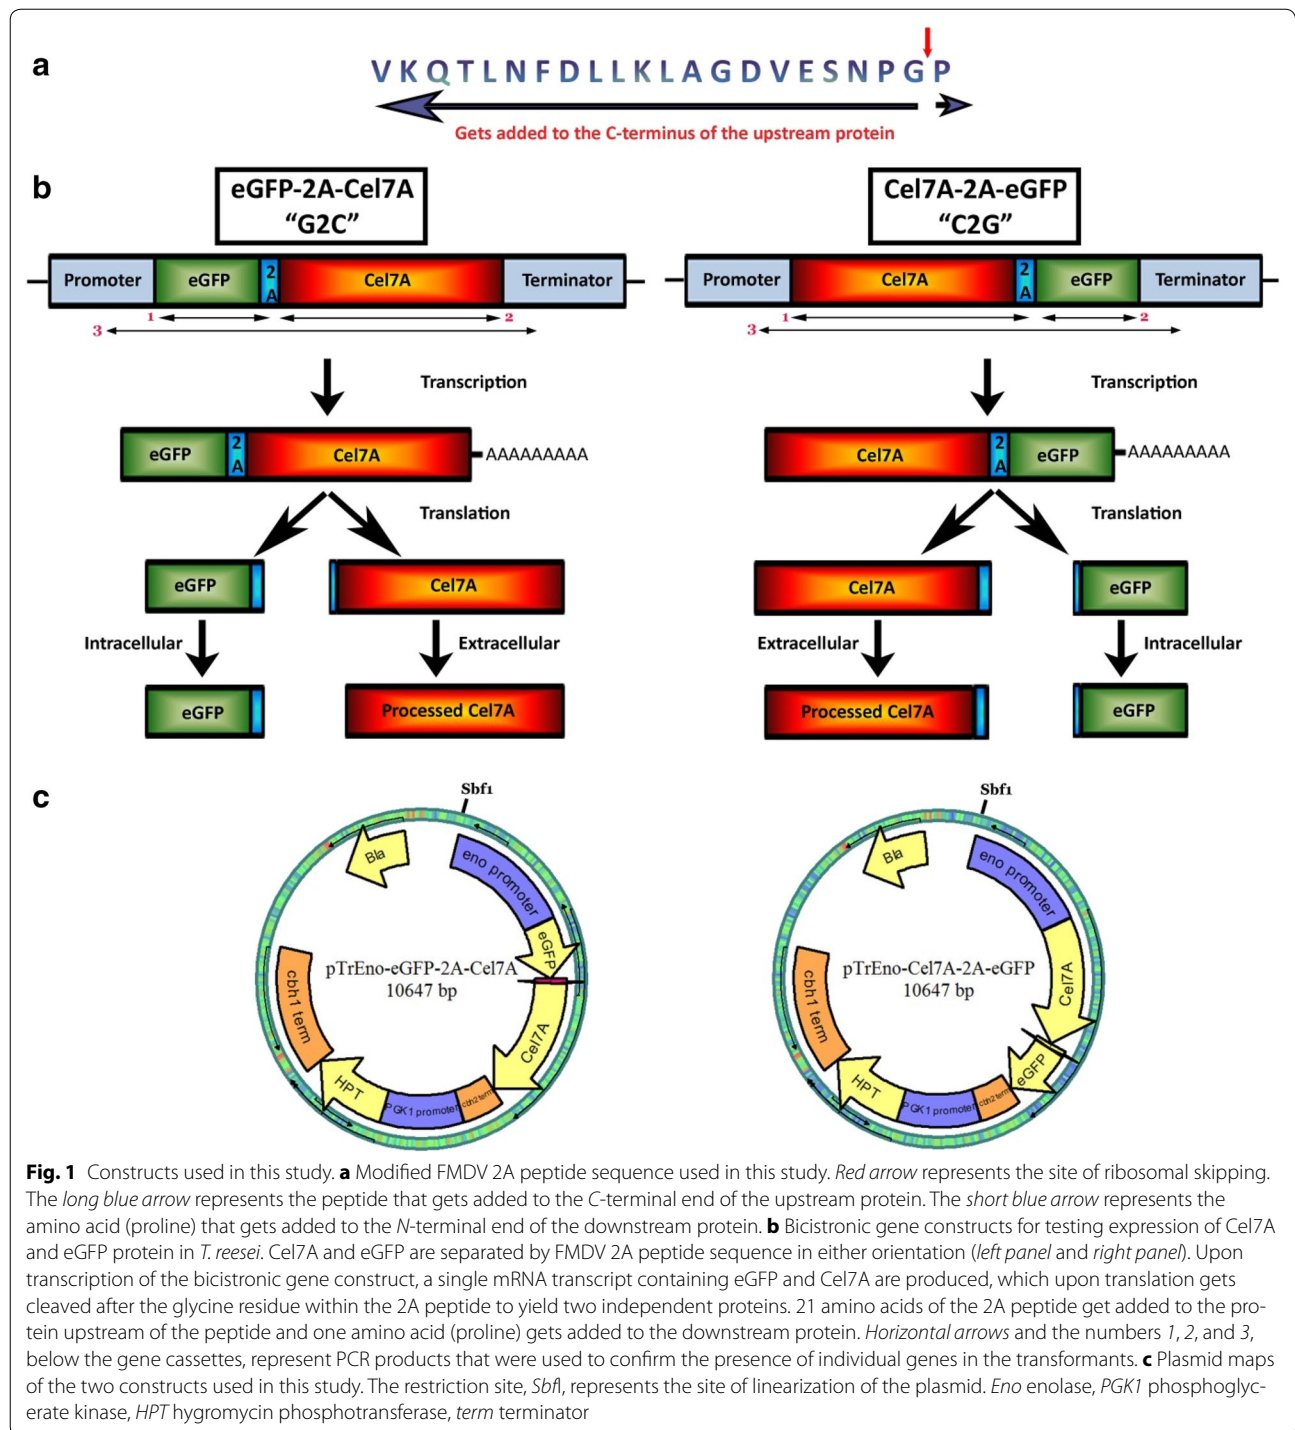 a
VKQTLNFDLLKLAGDVESNPGP
Gets added to the C-terminus of the upstream protein
b
eGFP-2A-Cel7A
“G2C”
Cel7A-2A-eGFP
“C2G”
Promoter eGFP 2A Cel7A Terminator
Promoter Cel7A 2A eGFP Terminator
1 2
3
1 2
3
Transcription
Transcription
eGFP 2A Cel7A AAAAAAAAA
Cel7A 2A eGFP AAAAAAAAA
Translation
Translation
eGFP Cel7A
Cel7A eGFP
Intracellular Extracellular
Extracellular Intracellular
eGFP Processed Cel7A
Processed Cel7A eGFP
c
Sbf1
Bla
eno promoter
eGFP
pTrEno-eGFP-2A-Cel7A
10647 bp
Cel7A
cbh2 term
PGK1 promoter
HPT
cbh1 term
Sbf1
Bla
eno promoter
Cel7A
pTrEno-Cel7A-2A-eGFP
10647 bp
eGFP
cbh2 term
PGK1 promoter
HPT
cbh1 term
Fig. 1 Constructs used in this study. a Modified FMDV 2A peptide sequence used in this study. Red arrow represents the site of ribosomal skipping.
The long blue arrow represents the peptide that gets added to the C-terminal end of the upstream protein. The short blue arrow represents the
amino acid (proline) that gets added to the N-terminal end of the downstream protein. b Bicistronic gene constructs for testing expression of Cel7A
and eGFP protein in T. reesei. Cel7A and eGFP are separated by FMDV 2A peptide sequence in either orientation (left panel and right panel). Upon
transcription of the bicistronic gene construct, a single mRNA transcript containing eGFP and Cel7A are produced, which upon translation gets
cleaved after the glycine residue within the 2A peptide to yield two independent proteins. 21 amino acids of the 2A peptide get added to the pro-
tein upstream of the peptide and one amino acid (proline) gets added to the downstream protein. Horizontal arrows and the numbers 1, 2, and 3,
below the gene cassettes, represent PCR products that were used to confirm the presence of individual genes in the transformants. c Plasmid maps
of the two constructs used in this study. The restriction site, SbfI, represents the site of linearization of the plasmid. Eno enolase, PGK1 phosphoglyc-
erate kinase, HPT hygromycin phosphotransferase, term terminator